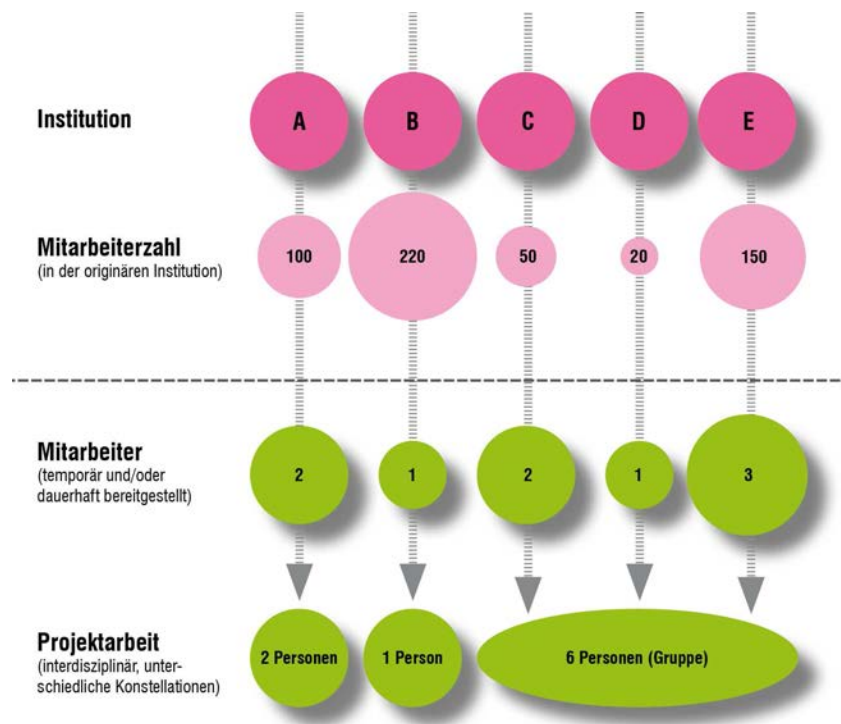 Institution
A B C D E
Mitarbeiterzahl
(in der originären Institution)
100 220 50 20 150
Mitarbeiter
(temporär und/oder
dauerhaft bereitgestellt)
2 1 2 1 3
Projektarbeit
(interdisziplinär, unter-
schiedliche Konstellationen)
2 Personen 1 Person 6 Personen (Gruppe)